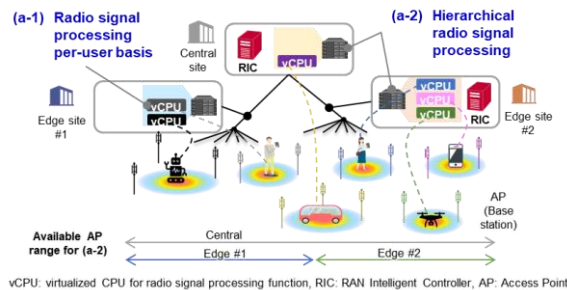 (a-1) Radio signal
processing
per-user basis
Central
site
RIC
vCPU
(a-2) Hierarchical
radio signal
processing
Edge site
#1
vCPU
vCPU
vCPU
vCPU
vCPU
RIC
Edge site
#2
AP
(Base
station)
Available AP
range for (a-2)
Central
Edge #1
Edge #2
vCPU: virtualized CPU for radio signal processing function, RIC: RAN Intelligent Controller, AP: Access Point